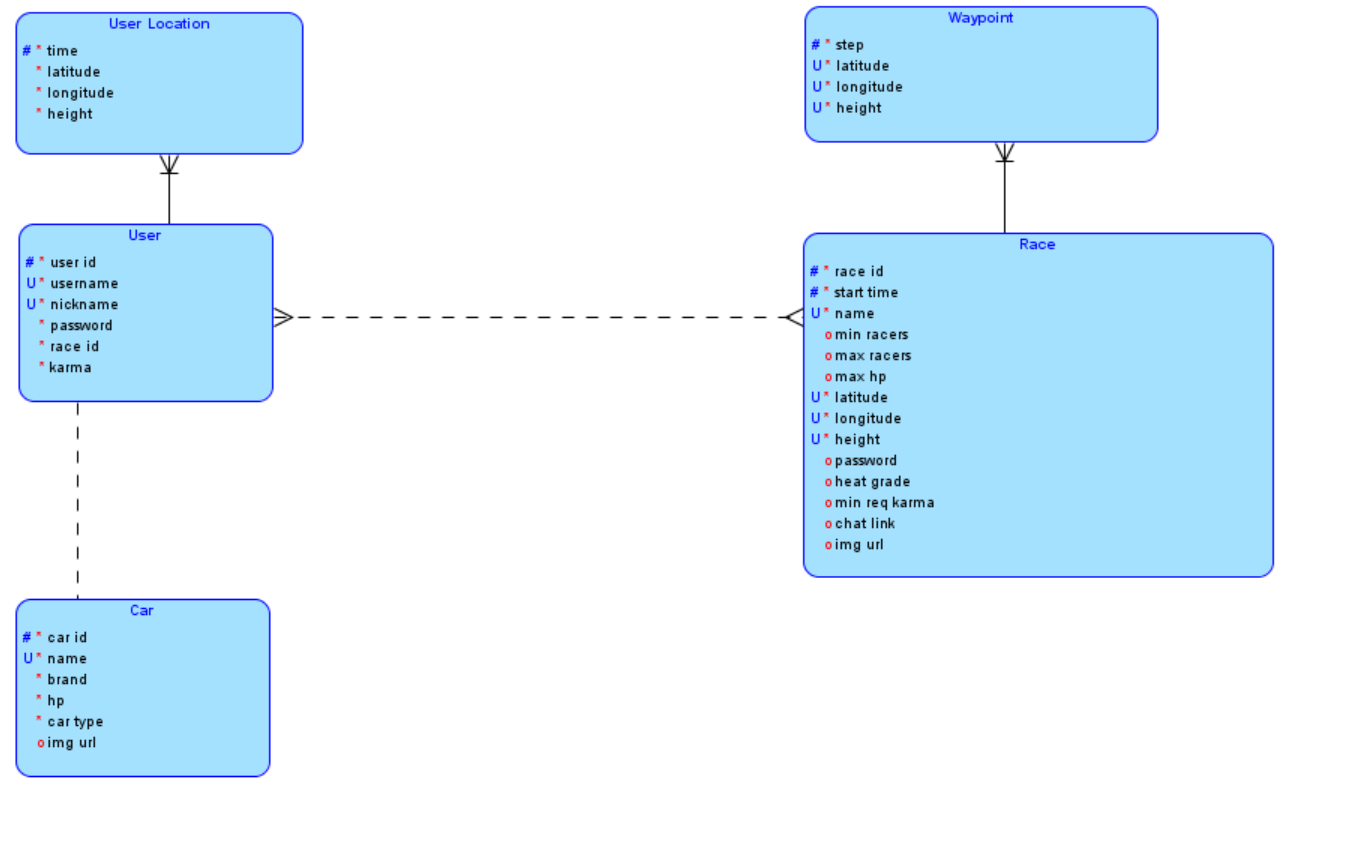 User Location
# * time
* latitude
* longitude
* height
Waypoint
# * step
U * latitude
U * longitude
U * height
User
# * user id
U * username
U * nickname
* password
* race id
* karma
Race
# * race id
# * start time
U * name
o min racers
o max racers
o max hp
U * latitude
U * longitude
U * height
o password
o heat grade
o min req karma
o chat link
o img url
Car
# * car id
U * name
* brand
* hp
* car type
o img url